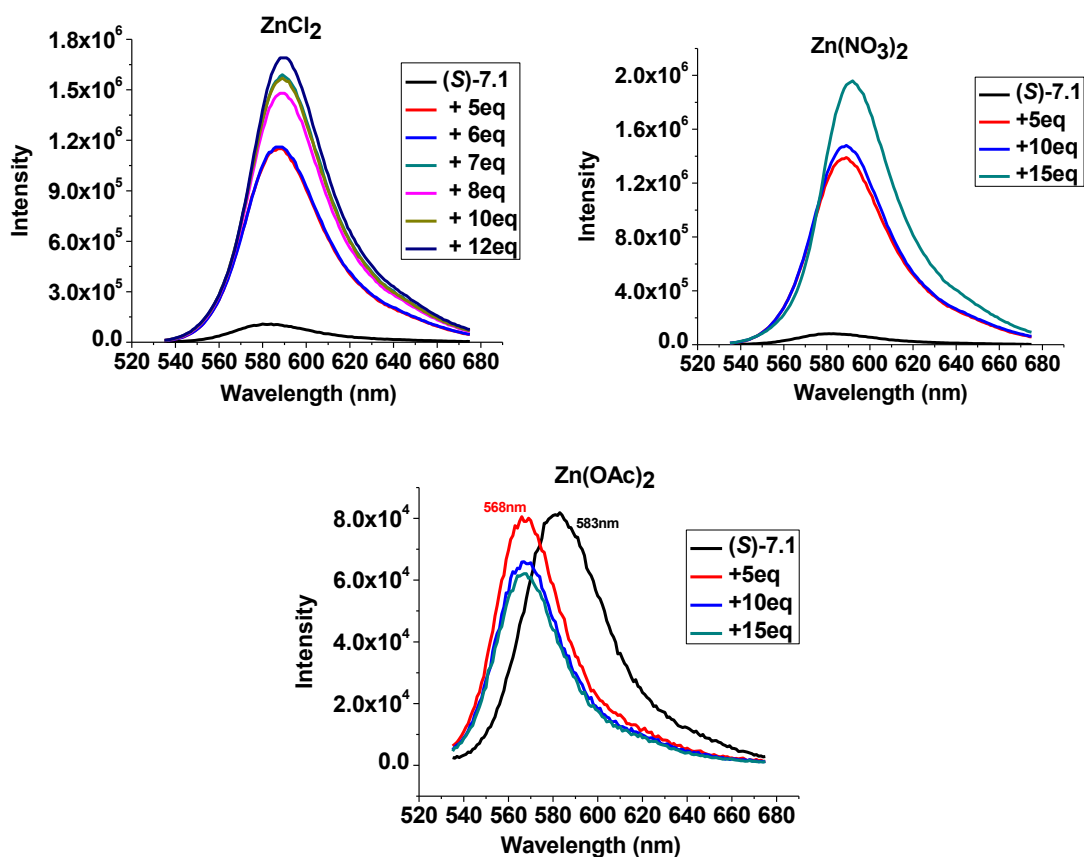 ZnCl2
1.8x10^6
1.5x10^6
1.2x10^6
9.0x10^5
6.0x10^5
3.0x10^5
0.0
Intensity
520 540 560 580 600 620 640 660 680
Wavelength (nm)
(S)-7.1
+ 5eq
+ 6eq
+ 7eq
+ 8eq
+ 10eq
+ 12eq
Zn(NO3)2
2.0x10^6
1.6x10^6
1.2x10^6
8.0x10^5
4.0x10^5
0.0
Intensity
520 540 560 580 600 620 640 660 680
Wavelength (nm)
(S)-7.1
+5eq
+10eq
+15eq
Zn(OAc)2
568nm
583nm
8.0x10^4
6.0x10^4
4.0x10^4
2.0x10^4
0.0
Intensity
520 540 560 580 600 620 640 660 680
Wavelength (nm)
(S)-7.1
+5eq
+10eq
+15eq